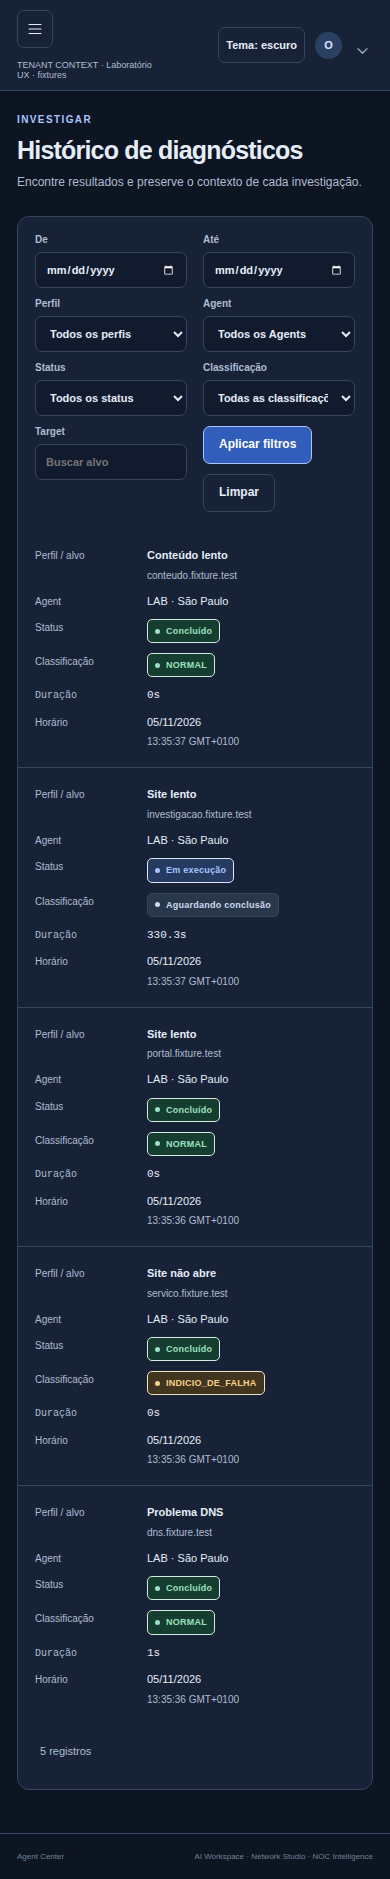 Tema: escuro
O
TENANT CONTEXT · Laboratório
UX · fixtures
INVESTIGAR
Histórico de diagnósticos
Encontre resultados e preserve o contexto de cada investigação.
De
Até
mm/dd/yyyy
mm/dd/yyyy
Perfil
Agent
Todos os perfis
Todos os Agents
Status
Classificação
Todos os status
Todas as classificaçõ
Target
Buscar alvo
Aplicar filtros
Limpar
Perfil / alvo
Conteúdo lento
conteudo.fixture.test
Agent
LAB · São Paulo
Status
Concluído
Classificação
NORMAL
Duração
0s
Horário
05/11/2026
13:35:37 GMT+0100
Perfil / alvo
Site lento
investigacao.fixture.test
Agent
LAB · São Paulo
Status
Em execução
Classificação
Aguardando conclusão
Duração
330.3s
Horário
05/11/2026
13:35:37 GMT+0100
Perfil / alvo
Site lento
portal.fixture.test
Agent
LAB · São Paulo
Status
Concluído
Classificação
NORMAL
Duração
0s
Horário
05/11/2026
13:35:36 GMT+0100
Perfil / alvo
Site não abre
servico.fixture.test
Agent
LAB · São Paulo
Status
Concluído
Classificação
INDICIO_DE_FALHA
Duração
0s
Horário
05/11/2026
13:35:36 GMT+0100
Perfil / alvo
Problema DNS
dns.fixture.test
Agent
LAB · São Paulo
Status
Concluído
Classificação
NORMAL
Duração
1s
Horário
05/11/2026
13:35:36 GMT+0100
5 registros
Agent Center
AI Workspace · Network Studio · NOC Intelligence